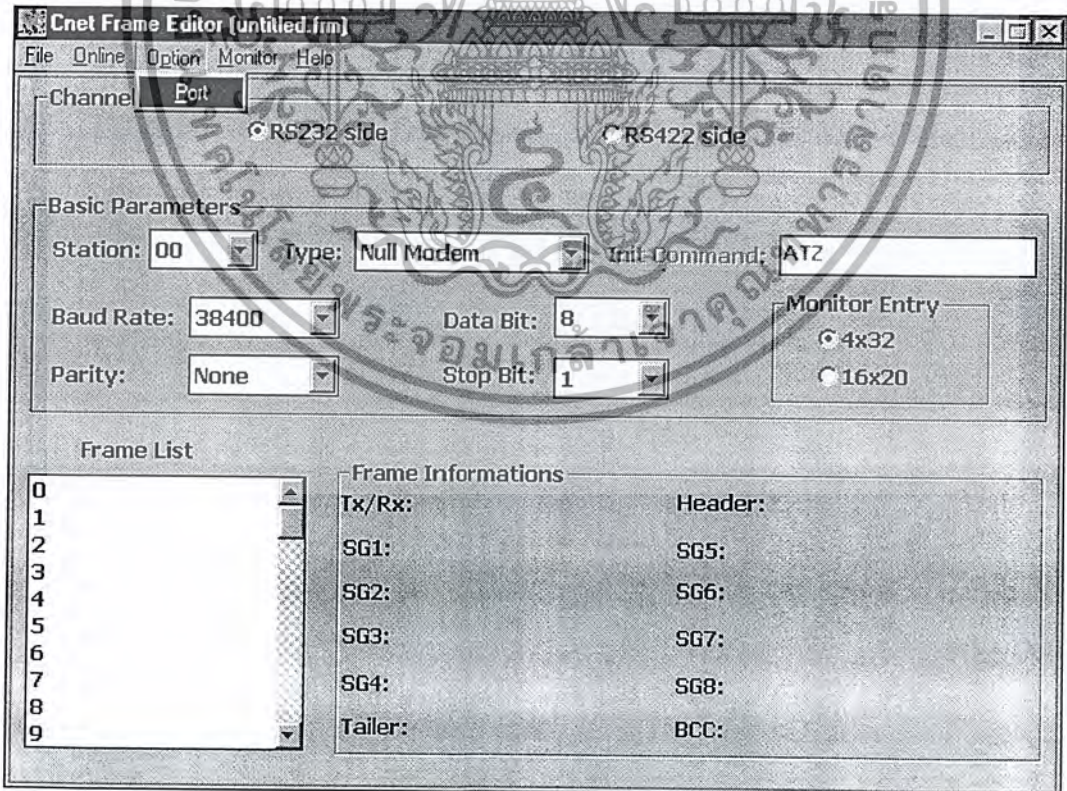 Cnet Frame Editor (untitled.frm)
File Online Option Monitor Help
Port
Channel
RS232 side
RS422 side
Basic Parameters
Station: 00 Type: Null Modem Init Command: ATZ
Baud Rate: 38400 Data Bit: 8
Monitor Entry
4x32
16x20
Parity: None Stop Bit: 1
Frame List
0
1
2
3
4
5
6
7
8
9
Frame Informations
Tx/Rx: Header:
SG1: SG5:
SG2: SG6:
SG3: SG7:
SG4: SG8:
Tailer: BCC: